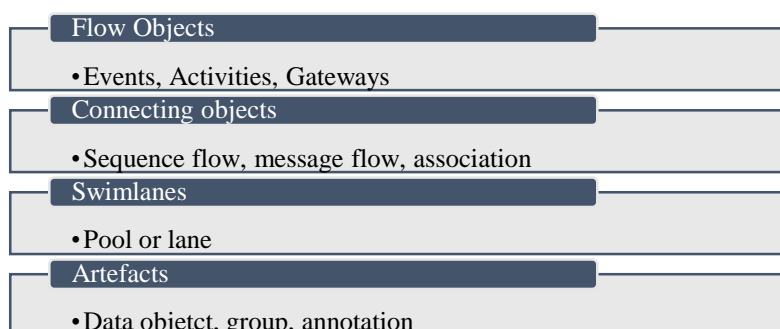 Flow Objects
•Events, Activities, Gateways
Connecting objects
•Sequence flow, message flow, association
Swimlanes
•Pool or lane
Artefacts
•Data objetct, group, annotation